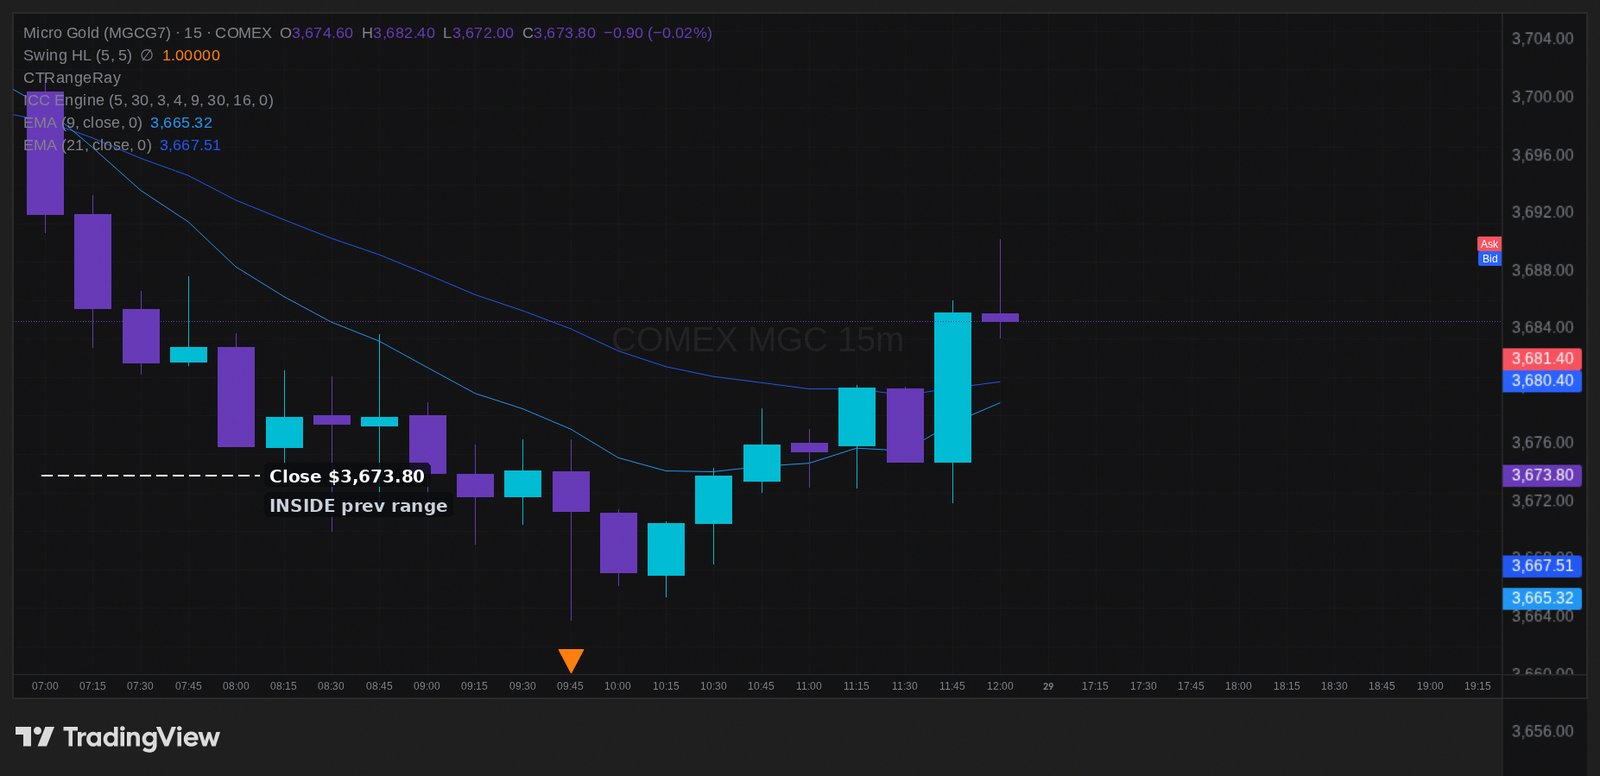 Micro Gold (MGCG7) · 15 · COMEX O3,674.60 H3,682.40 L3,672.00 C3,673.80 −0.90 (−0.02%)
Swing HL (5, 5) ∅ 1.00000
CTRangeRay
ICC Engine (5, 30, 3, 4, 9, 30, 16, 0)
EMA (9, close, 0) 3,665.32
EMA (21, close, 0) 3,667.51
COMEX MGC 15m
Close $3,673.80
INSIDE prev range
Ask
Bid
3,704.00
3,700.00
3,696.00
3,692.00
3,688.00
3,684.00
3,681.40
3,680.40
3,676.00
3,673.80
3,672.00
3,668.00
3,667.51
3,665.32
3,664.00
3,660.00
3,656.00
07:00 07:15 07:30 07:45 08:00 08:15 08:30 08:45 09:00 09:15 09:30 09:45 10:00 10:15 10:30 10:45 11:00 11:15 11:30 11:45 12:00 29 17:15 17:30 17:45 18:00 18:15 18:30 18:45 19:00 19:15
TradingView